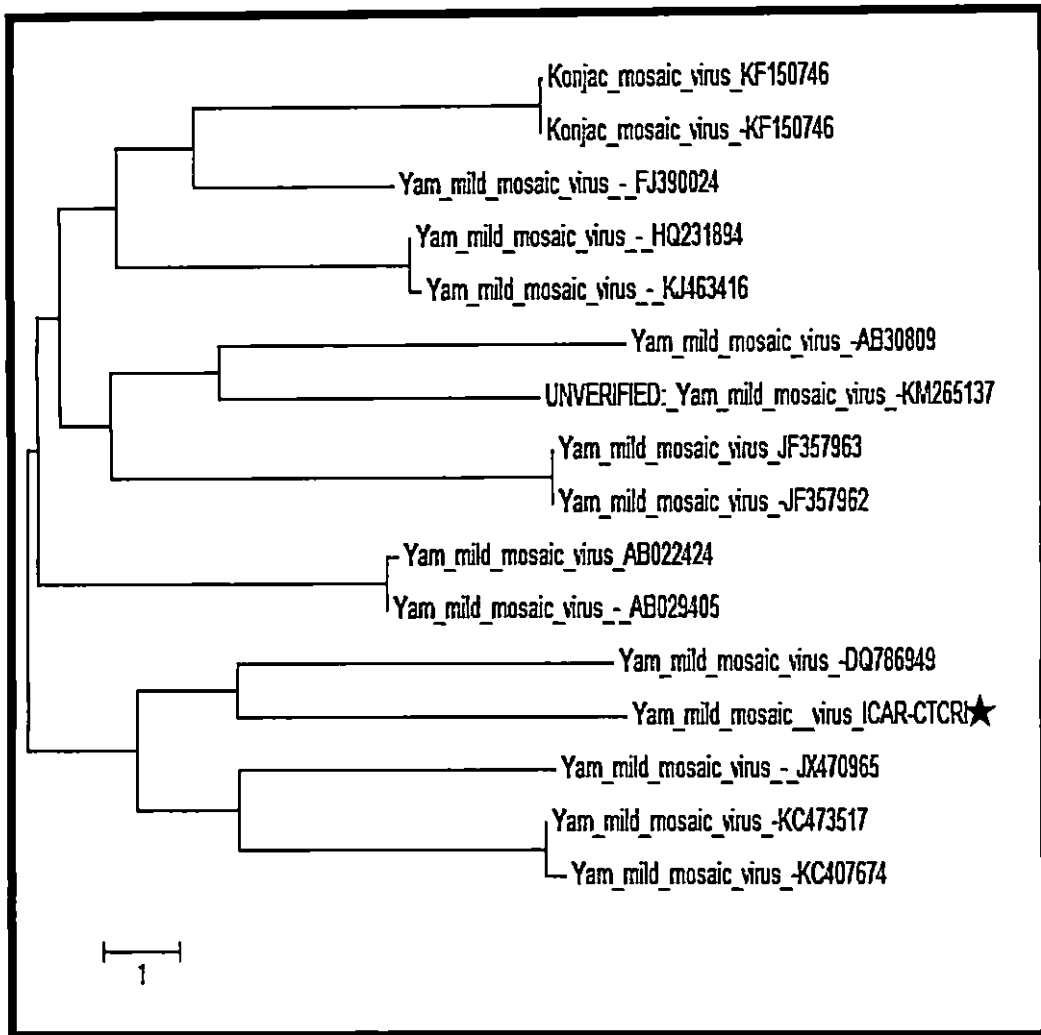 Konjac_mosaic_virus_KF150746
Konjac_mosaic_virus_-KF150746
Yam_mild_mosaic_virus_-_FJ390024
Yam_mild_mosaic_virus_-_HQ231894
Yam_mild_mosaic_virus_-_KJ463416
Yam_mild_mosaic_virus_-AB30809
UNVERIFIED:_Yam_mild_mosaic_virus_-KM265137
Yam_mild_mosaic_virus_JF357963
Yam_mild_mosaic_virus_-JF357962
Yam_mild_mosaic_virus_AB022424
Yam_mild_mosaic_virus_-_AB029405
Yam_mild_mosaic_virus_-DQ786949
Yam_mild_mosaic__virus_ICAR-CTCRI★
Yam_mild_mosaic_virus_-_JX470965
Yam_mild_mosaic_virus_-KC473517
Yam_mild_mosaic_virus_-KC407674
1